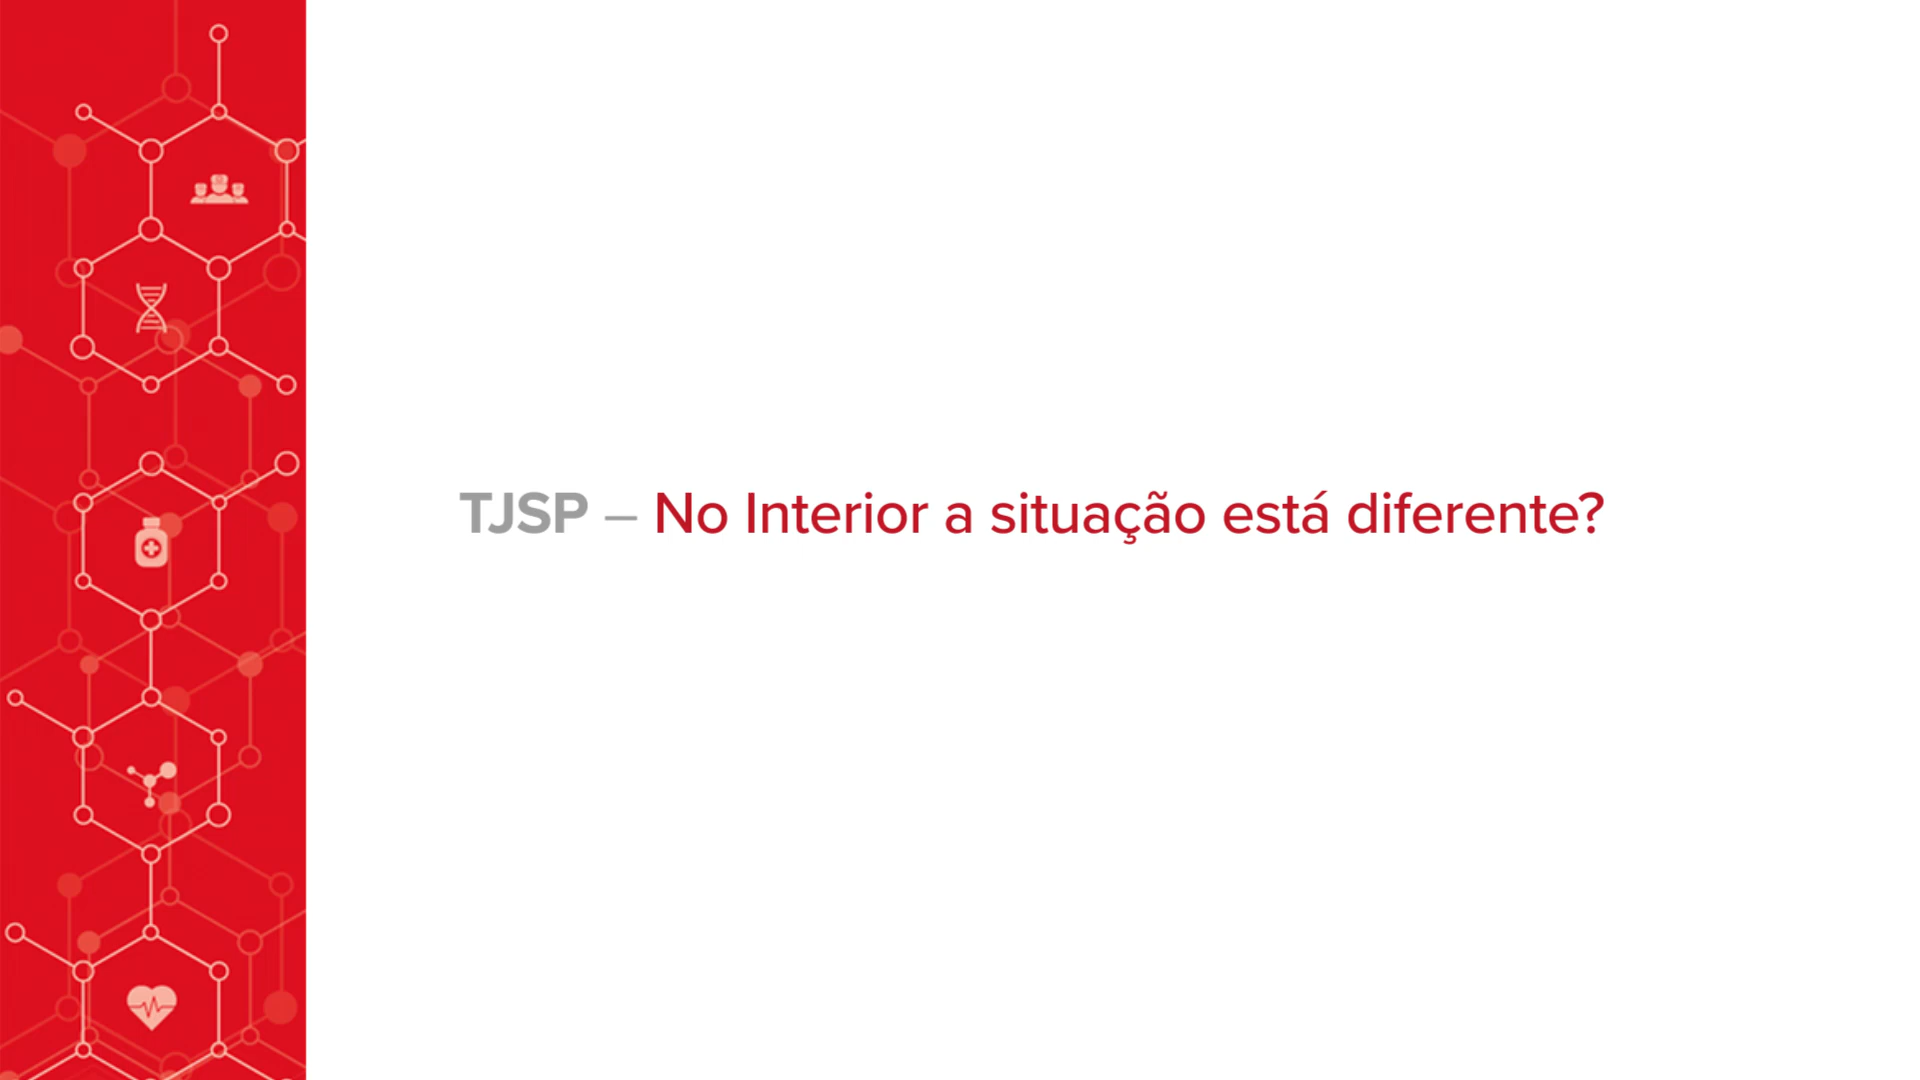 TJSP – No Interior a situação está diferente?